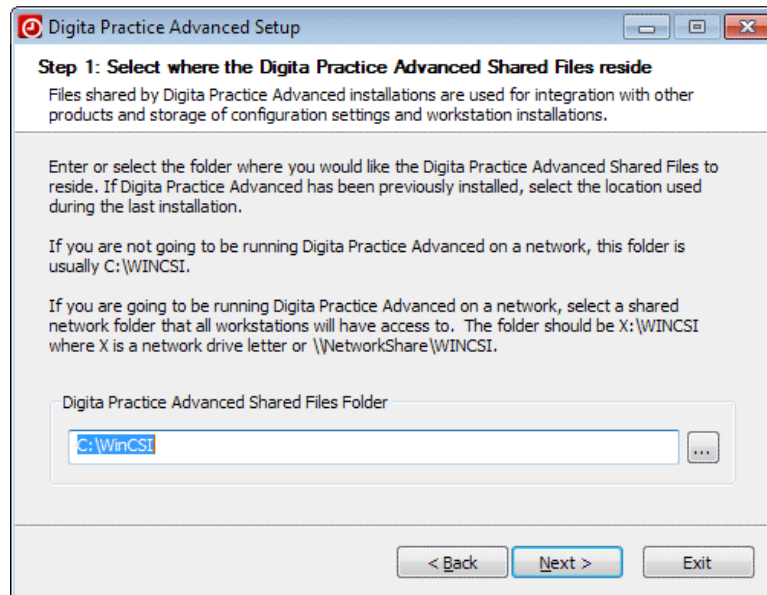 Digita Practice Advanced Setup
Step 1: Select where the Digita Practice Advanced Shared Files reside
Files shared by Digita Practice Advanced installations are used for integration with other
products and storage of configuration settings and workstation installations.
Enter or select the folder where you would like the Digita Practice Advanced Shared Files to
reside. If Digita Practice Advanced has been previously installed, select the location used
during the last installation.
If you are not going to be running Digita Practice Advanced on a network, this folder is
usually C:\WINCSI.
If you are going to be running Digita Practice Advanced on a network, select a shared
network folder that all workstations will have access to.  The folder should be X:\WINCSI
where X is a network drive letter or \\NetworkShare\WINCSI.
Digita Practice Advanced Shared Files Folder
C:\WinCSI
...
< Back
Next >
Exit